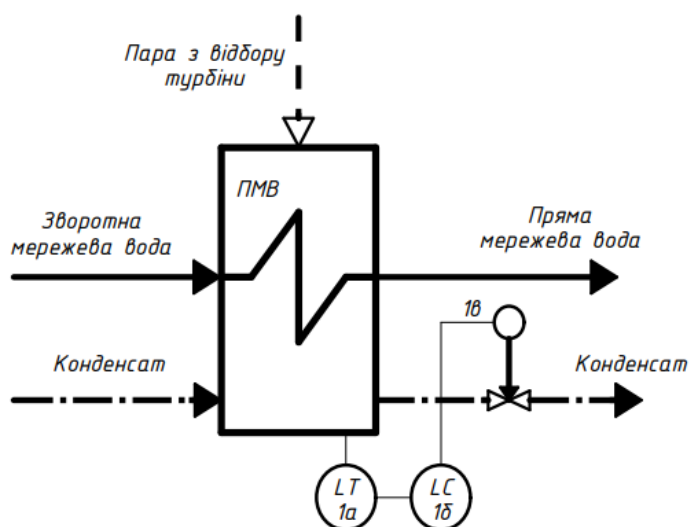 Пара з відбору
турбіни
ПМВ
Зворотна
мережева вода
Пряма
мережева вода
1в
Конденсат
Конденсат
LT
1а
LC
1б